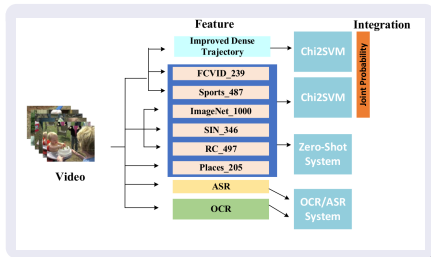 Feature
Integration
Improved Dense
Trajectory
Chi2SVM
Joint Probability
FCVID_239
Sports_487
Chi2SVM
ImageNet_1000
SIN_346
RC_497
Zero-Shot
System
Places_205
Video
ASR
OCR
OCR/ASR
System